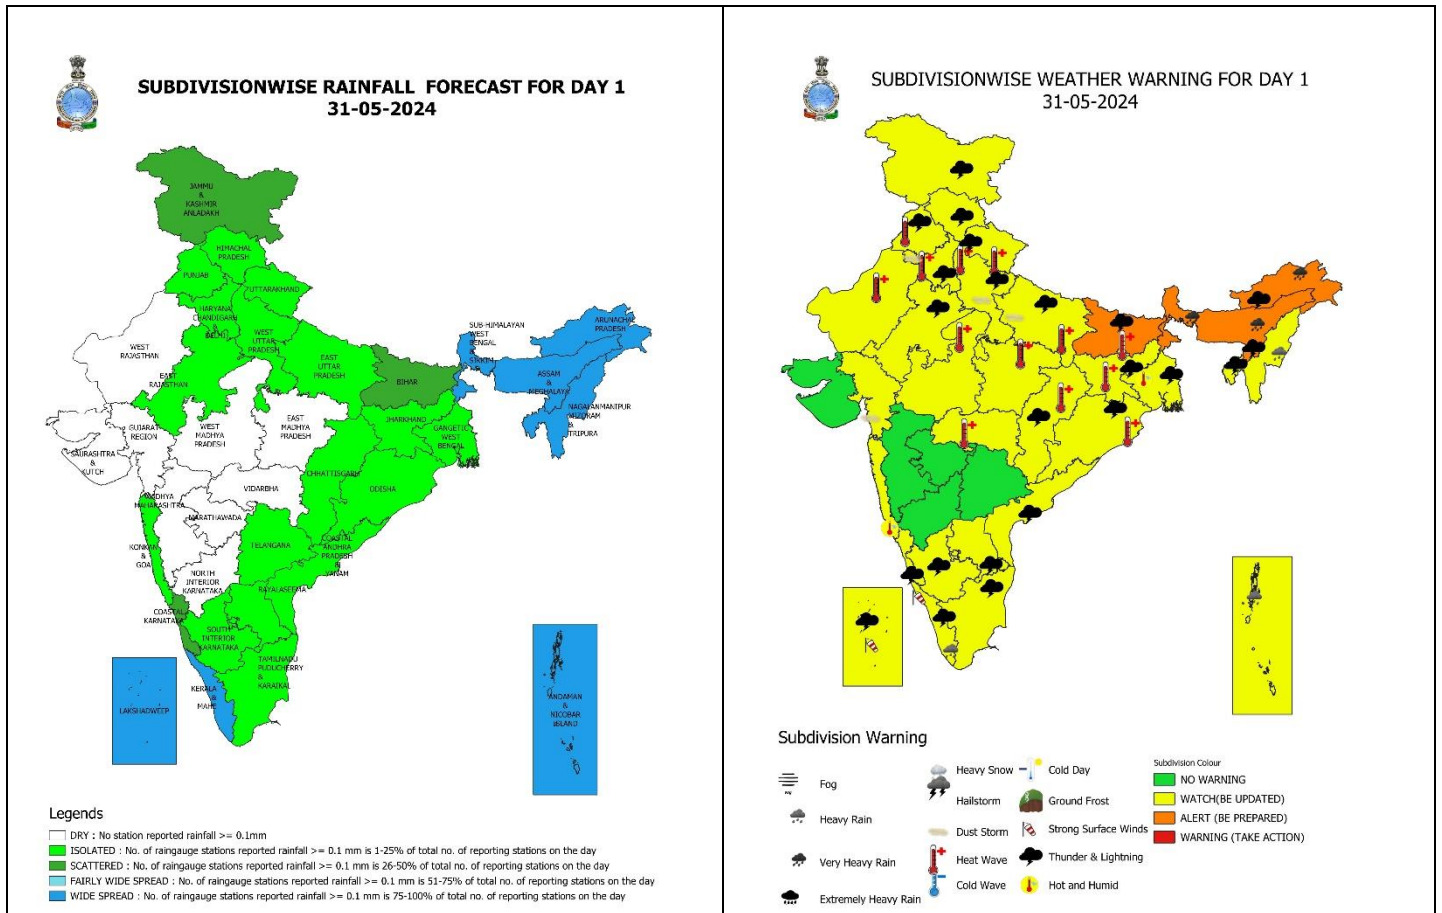 SUBDIVISIONWISE RAINFALL FORECAST FOR DAY 1
31-05-2024
JAMMU
&
KASHMIR
ANLADAKH
HIMACHAL
PRADESH
PUNJAB
UTTARAKHAND
HARYANA
CHANDIGARH
DELHI
WEST
UTTAR
PRADESH
WEST
RAJASTHAN
EAST
RAJASTHAN
EAST
UTTAR
PRADESH
SUB-HIMALAYAN
WEST
BENGAL
&
SIKKIM
ARUNACHAL
PRADESH
BIHAR
ASSAM
&
MEGHALAYA
NAGALANMANIPUR
MIZORAM
&
TRIPURA
GUJARAT
REGION
WEST
MADHYA
PRADESH
EAST
MADHYA
PRADESH
JHARKHAND
GANGETIC
WEST
BENGAL
SAURASHTRA
&
KUTCH
CHHATTISGARH
VIDARBHA
ODISHA
MADHYA
MAHARASHTRA
MARATHAWADA
KONKAN
&
GOA
TELANGANA
COASTAL
ANDHRA
PRADESH
&
YANAM
NORTH
INTERIOR
KARNATAKA
RAYALASEEMA
COASTAL
KARNATAKA
SOUTH
INTERIOR
KARNATAKA
TAMILNADU
PUDUCHERRY
&
KARAIKAL
KERALA
&
MAHE
LAKSHADWEEP
ANDAMAN
&
NICOBAR
ISLAND
Legends
DRY : No station reported rainfall >= 0.1mm
ISOLATED : No. of raingauge stations reported rainfall >= 0.1 mm is 1-25% of total no. of reporting stations on the day
SCATTERED : No. of raingauge stations reported rainfall >= 0.1 mm is 26-50% of total no. of reporting stations on the day
FAIRLY WIDE SPREAD : No. of raingauge stations reported rainfall >= 0.1 mm is 51-75% of total no. of reporting stations on the day
WIDE SPREAD : No. of raingauge stations reported rainfall >= 0.1 mm is 75-100% of total no. of reporting stations on the day
SUBDIVISIONWISE WEATHER WARNING FOR DAY 1
31-05-2024
Subdivision Warning
Fog
Heavy Rain
Very Heavy Rain
Extremely Heavy Rain
Heavy Snow
Hailstorm
Dust Storm
Heat Wave
Cold Wave
Cold Day
Ground Frost
Strong Surface Winds
Thunder & Lightning
Hot and Humid
Subdivision Colour
NO WARNING
WATCH(BE UPDATED)
ALERT (BE PREPARED)
WARNING (TAKE ACTION)